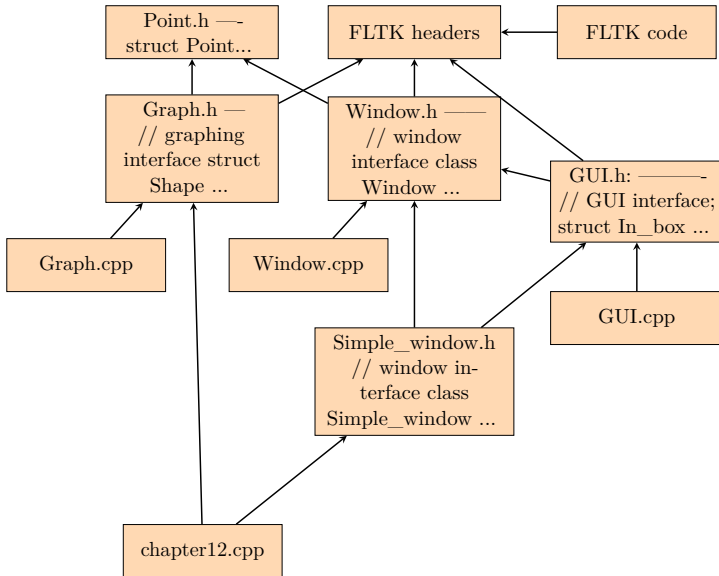 Point.h —-
struct Point...
FLTK headers
FLTK code
Graph.h —
// graphing
interface struct
Shape ...
Window.h ——
// window
interface class
Window ...
GUI.h: ———-
// GUI interface;
struct In_box ...
Graph.cpp
Window.cpp
GUI.cpp
Simple_window.h
// window in-
terface class
Simple_window ...
chapter12.cpp